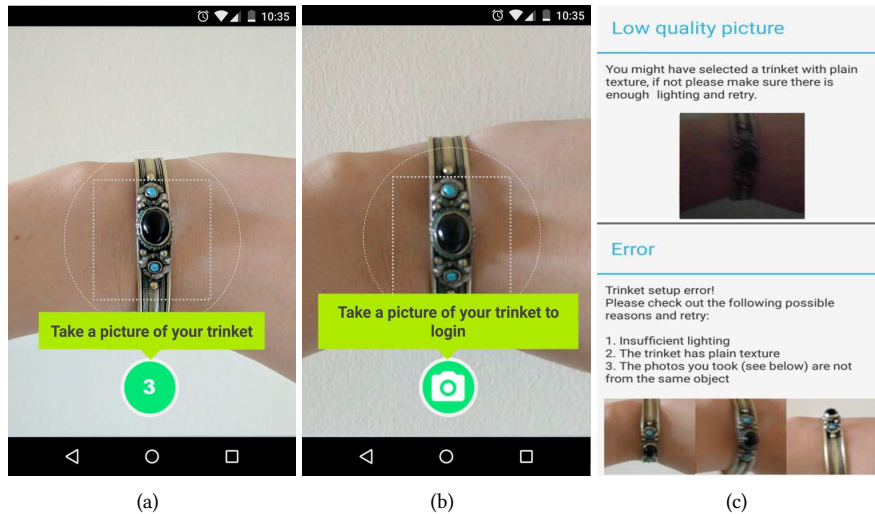 10:35
Take a picture of your trinket
3
(a)
10:35
Take a picture of your trinket to
login
(b)
Low quality picture
You might have selected a trinket with plain
texture, if not please make sure there is
enough lighting and retry.
Error
Trinket setup error!
Please check out the following possible
reasons and retry:
1. Insufficient lighting
2. The trinket has plain texture
3. The photos you took (see below) are not
from the same object
(c)